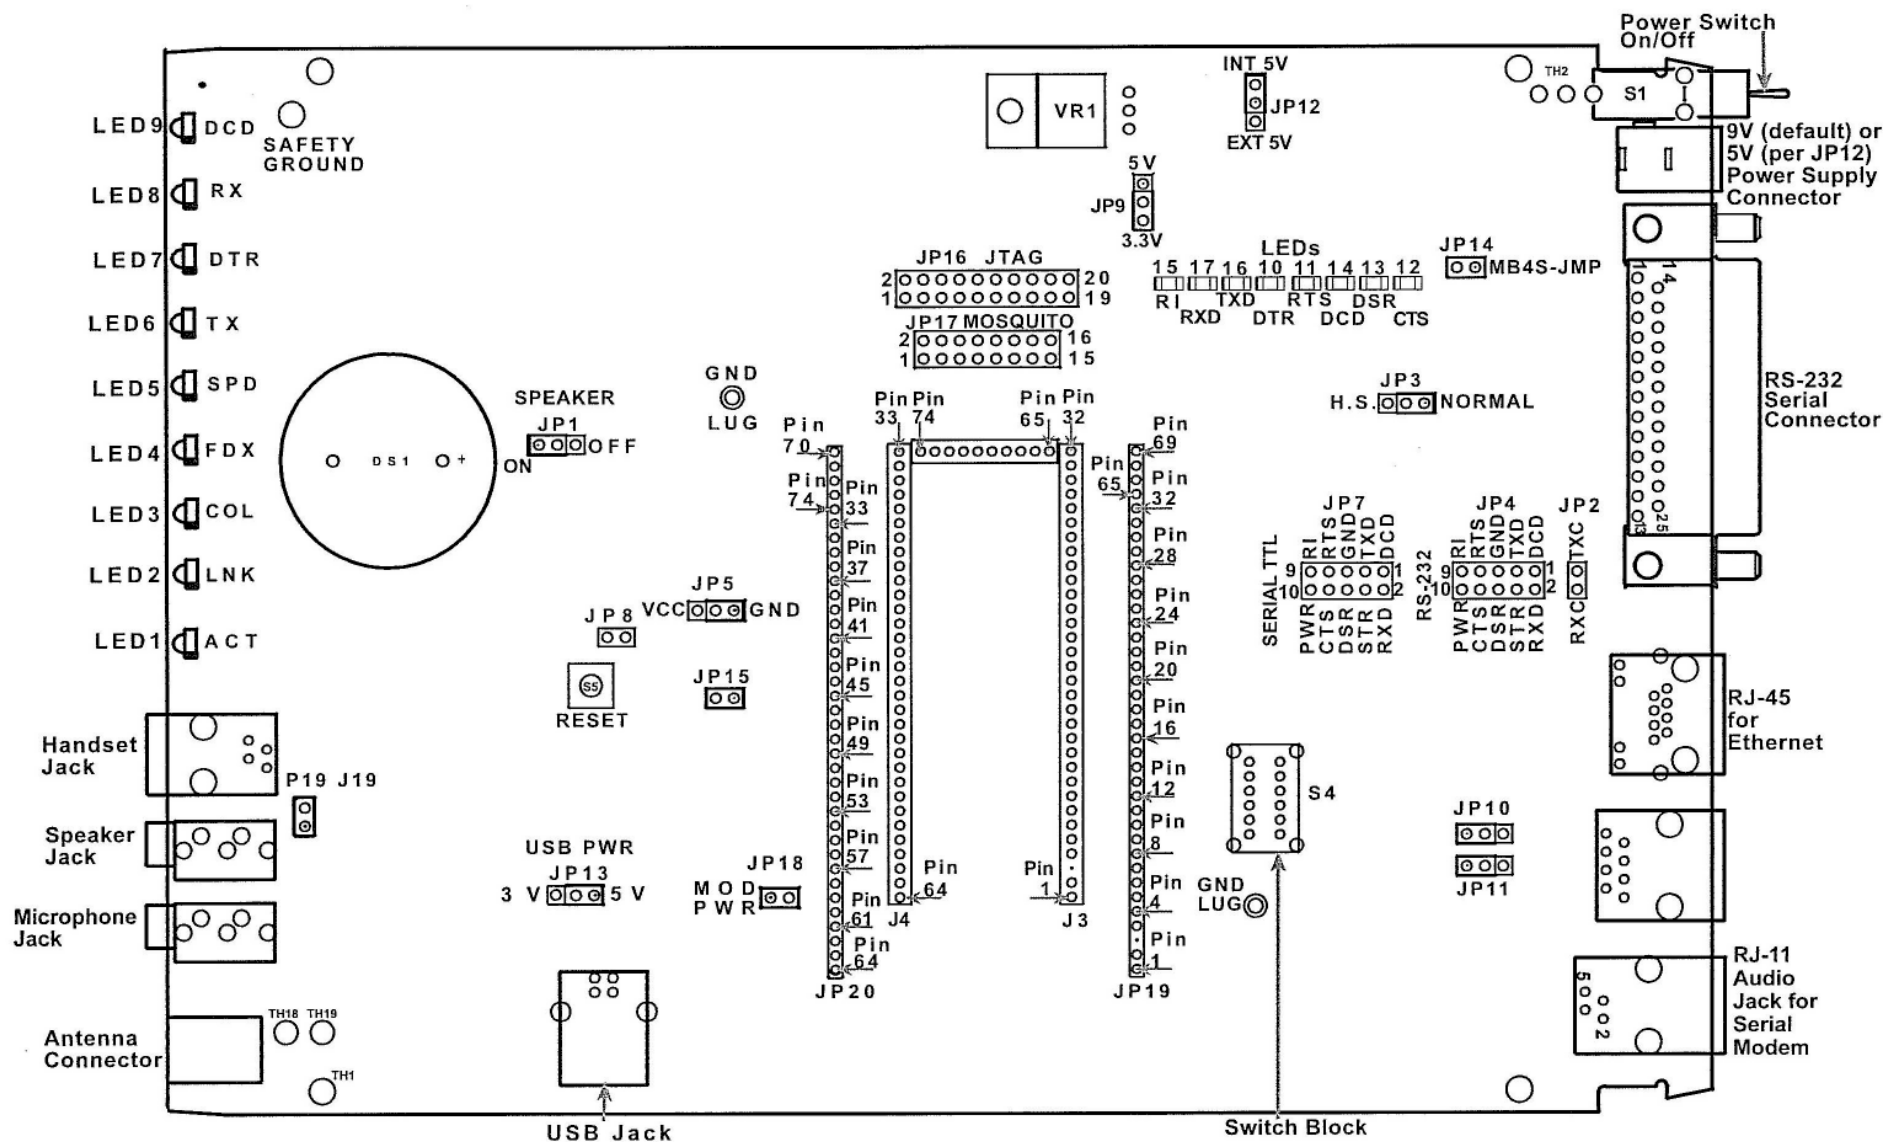 Power Switch
On/Off
TH2
S1
9V (default) or
5V (per JP12)
Power Supply
Connector
INT 5V
JP12
EXT 5V
VR1
5V
JP9
3.3V
LED9 DCD
SAFETY
GROUND
LED8 RX
LED7 DTR
LED6 TX
LED5 SPD
LED4 FDX
LED3 COL
LED2 LNK
LED1 ACT
JP16 JTAG
2 20
1 19
JP17 MOSQUITO
2 16
1 15
LEDs
15 17 16 10 11 14 13 12
RI TXD RTS DSR
RXD DTR DCD CTS
JP14
MB4S-JMP
1 14
13 25
RS-232
Serial
Connector
JP3
H.S. NORMAL
DS1 +
SPEAKER
JP1
ON OFF
GND
LUG
Pin Pin
33 74
Pin Pin
65 32
Pin
70
Pin
74
Pin
33
Pin
37
Pin
41
Pin
45
Pin
49
Pin
53
Pin
57
Pin
61
Pin
64
JP20
Pin
64
J4
Pin
1
J3
Pin
69
Pin
65
Pin
32
Pin
28
Pin
24
Pin
20
Pin
16
Pin
12
Pin
8
Pin
4
Pin
1
JP19
JP7
RI RTS GND TXD DCD
SERIAL TTL
9 1
10 2
PWR CTS DSR STR RXD
JP4
RI RTS GND TXD DCD
RS-232
9 1
10 2
PWR CTS DSR STR RXD
JP2
TXC
RXC
JP5
VCC GND
JP8
JP15
S5
RESET
RJ-45
for
Ethernet
Handset
Jack
P19 J19
Speaker
Jack
Microphone
Jack
USB PWR
JP13
3 V 5 V
JP18
MOD
PWR
S4
GND
LUG
JP10
JP11
RJ-11
Audio
Jack for
Serial
Modem
5
2
Antenna
Connector
TH18 TH19
TH1
USB Jack
Switch Block